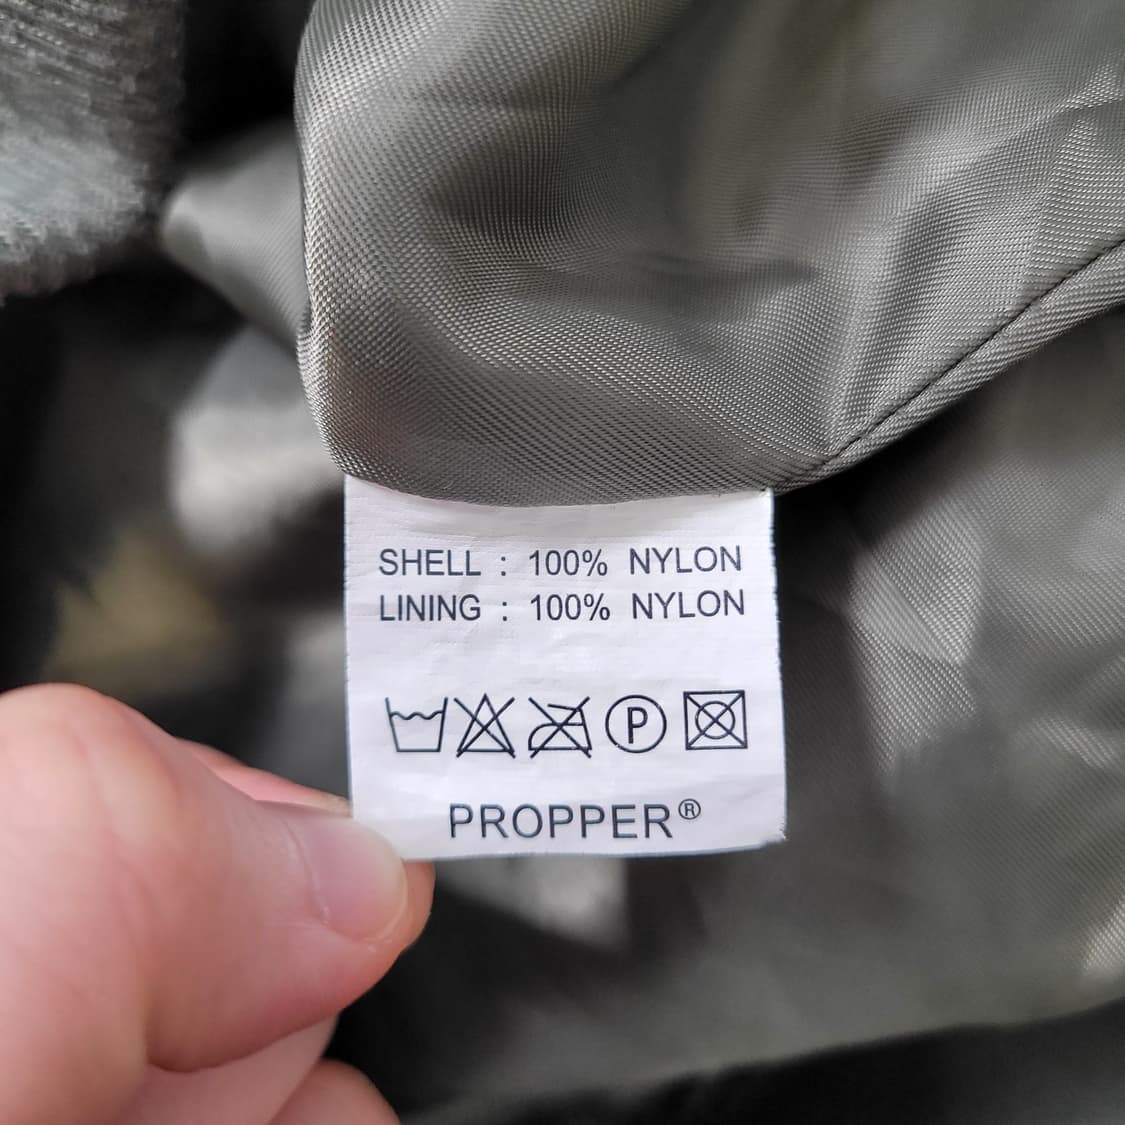 SHELL : 100% NYLON
LINING : 100% NYLON
P
PROPPER®